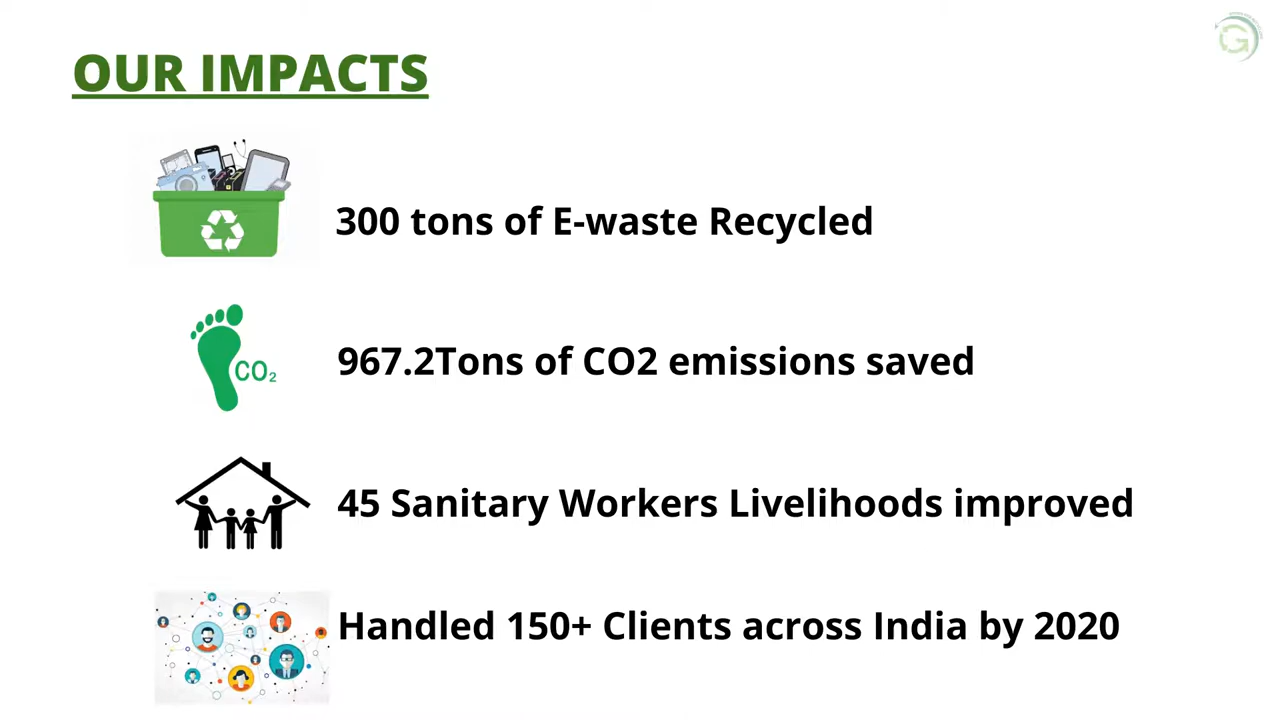 OUR IMPACTS
300 tons of E-waste Recycled
967.2Tons of CO2 emissions saved
CO₂
45 Sanitary Workers Livelihoods improved
Handled 150+ Clients across India by 2020